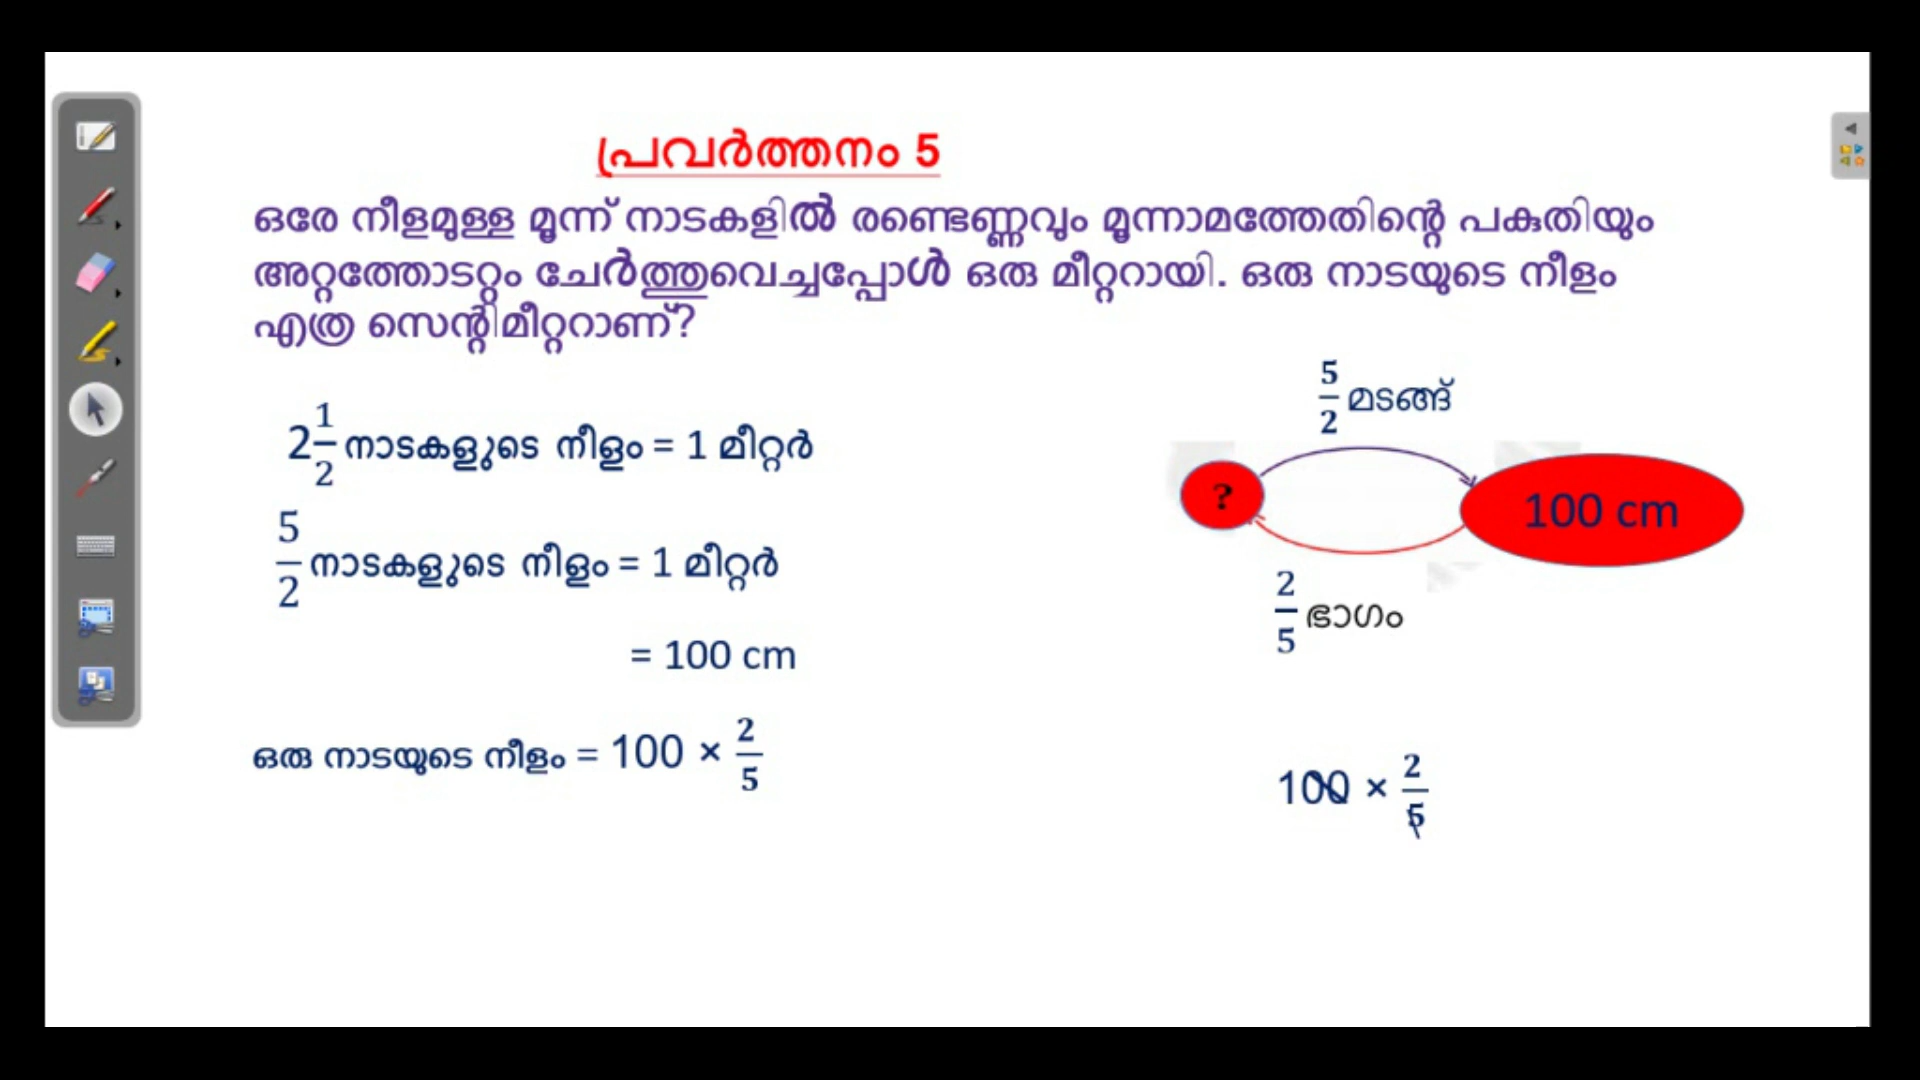 പ്രവർത്തനം 5
ഒരേ നീളമുള്ള മൂന്ന് നാടകളിൽ രണ്ടെണ്ണവും മൂന്നാമത്തേതിന്റെ പകുതിയും
അറ്റത്തോടറ്റം ചേർത്തുവെച്ചപ്പോൾ ഒരു മീറ്ററായി. ഒരു നാടയുടെ നീളം
എത്ര സെന്റിമീറ്ററാണ്?
2 1/2 നാടകളുടെ നീളം = 1 മീറ്റർ
5/2 നാടകളുടെ നീളം = 1 മീറ്റർ
= 100 cm
ഒരു നാടയുടെ നീളം = 100 × 2/5
5/2 മടങ്ങ്
?
100 cm
2/5 ഭാഗം
100 × 2/5